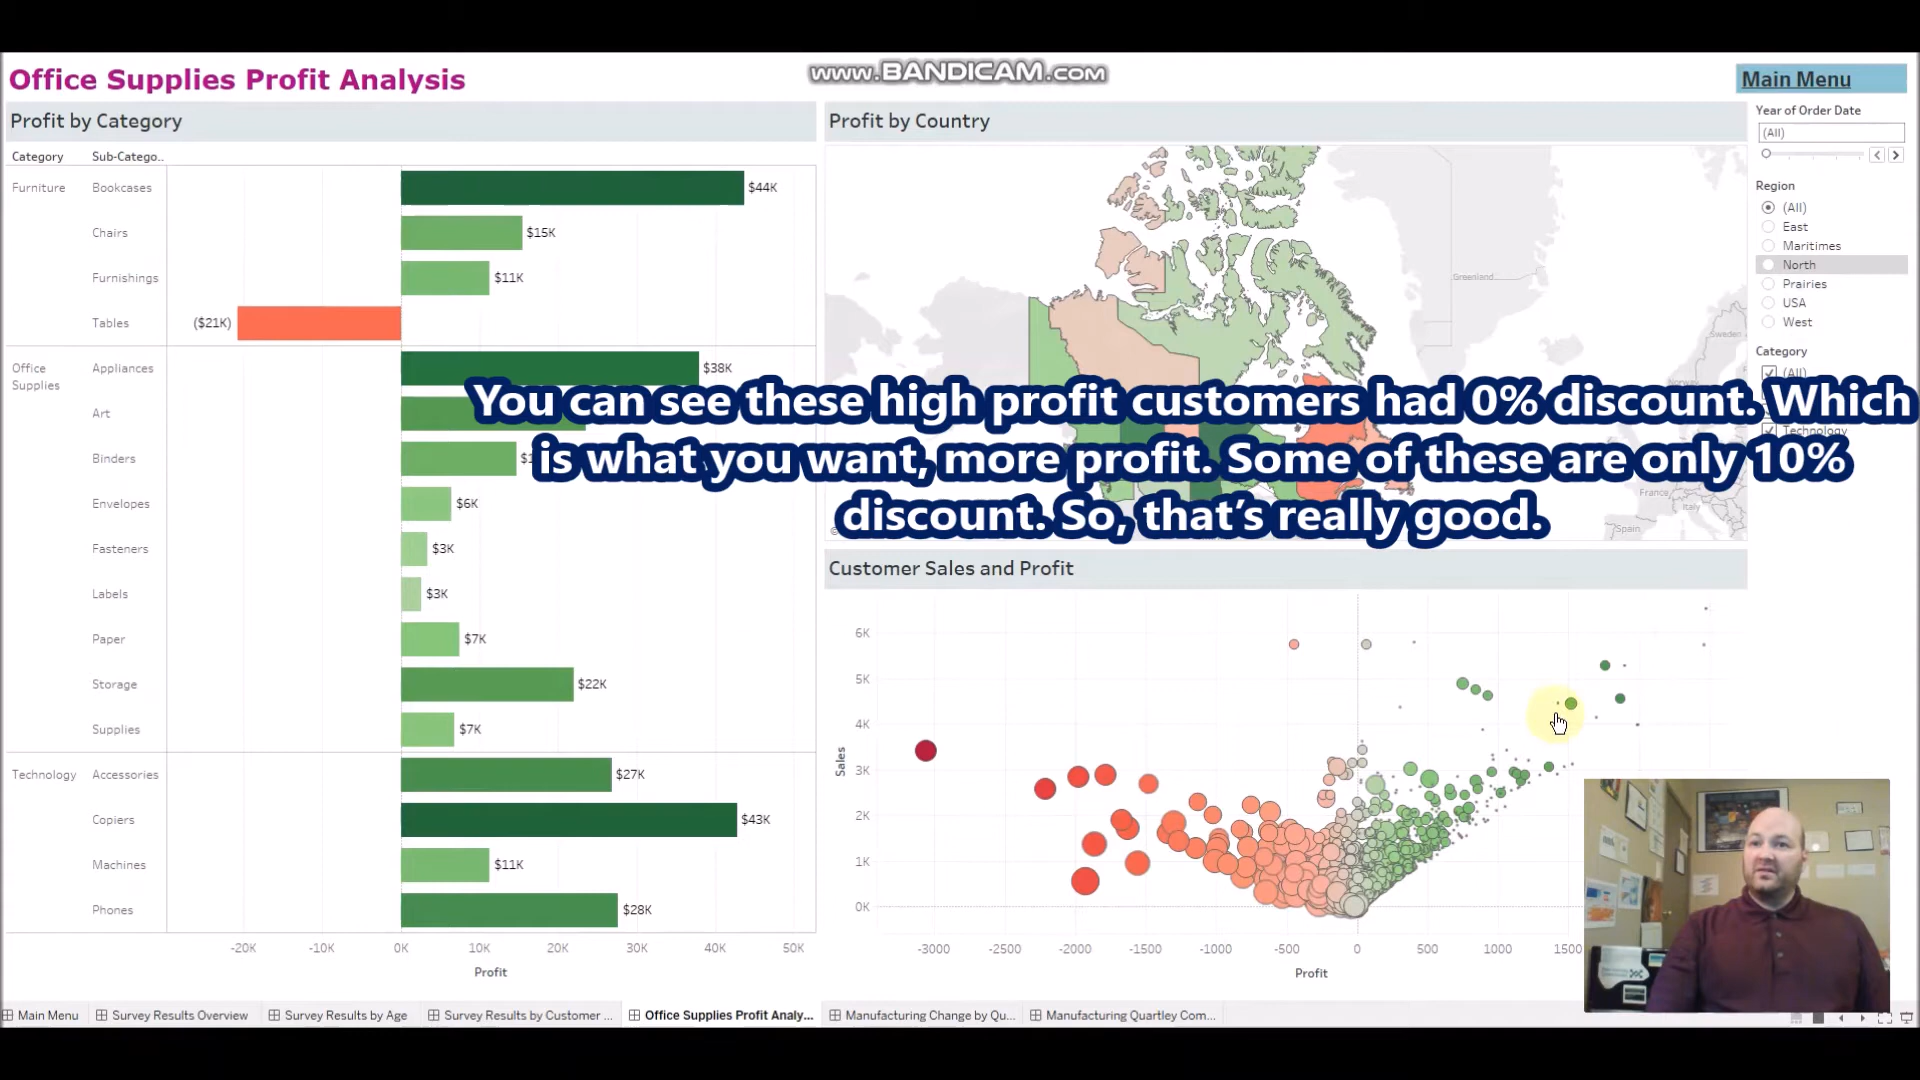 www.BANDICAM.com
Office Supplies Profit Analysis
Main Menu
Profit by Category
Category
Sub-Catego..
Furniture
Bookcases
$44K
Chairs
$15K
Furnishings
$11K
Tables
($21K)
Office
Supplies
Appliances
$38K
Art
Binders
Envelopes
$6K
Fasteners
$3K
Labels
$3K
Paper
$7K
Storage
$22K
Supplies
$7K
Technology
Accessories
$27K
Copiers
$43K
Machines
$11K
Phones
$28K
-20K
-10K
0K
10K
20K
30K
40K
50K
Profit
Profit by Country
Greenland
Sweden
France
Italy
Spain
You can see these high profit customers had 0% discount. Which
is what you want, more profit. Some of these are only 10%
discount. So, that's really good.
Customer Sales and Profit
6K
5K
4K
3K
2K
1K
0K
Sales
-3000
-2500
-2000
-1500
-1000
-500
0
500
1000
1500
Profit
Year of Order Date
(All)
Region
(All)
East
Maritimes
North
Prairies
USA
West
Category
(All)
Technology
Main Menu
Survey Results Overview
Survey Results by Age
Survey Results by Customer ...
Office Supplies Profit Analy...
Manufacturing Change by Qu...
Manufacturing Quartley Com...